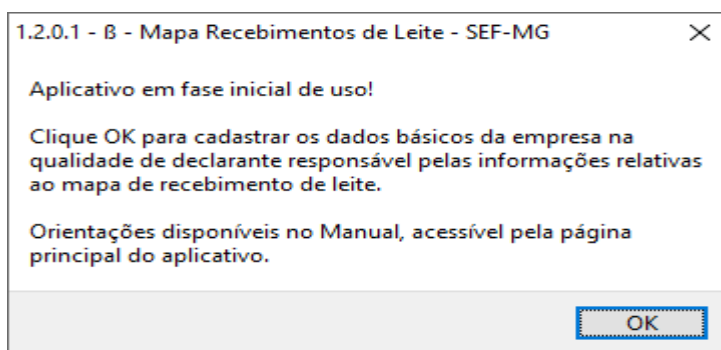 1.2.0.1 - ß - Mapa Recebimentos de Leite - SEF-MG
Aplicativo em fase inicial de uso!
Clique OK para cadastrar os dados básicos da empresa na
qualidade de declarante responsável pelas informações relativas
ao mapa de recebimento de leite.
Orientações disponíveis no Manual, acessível pela página
principal do aplicativo.
OK